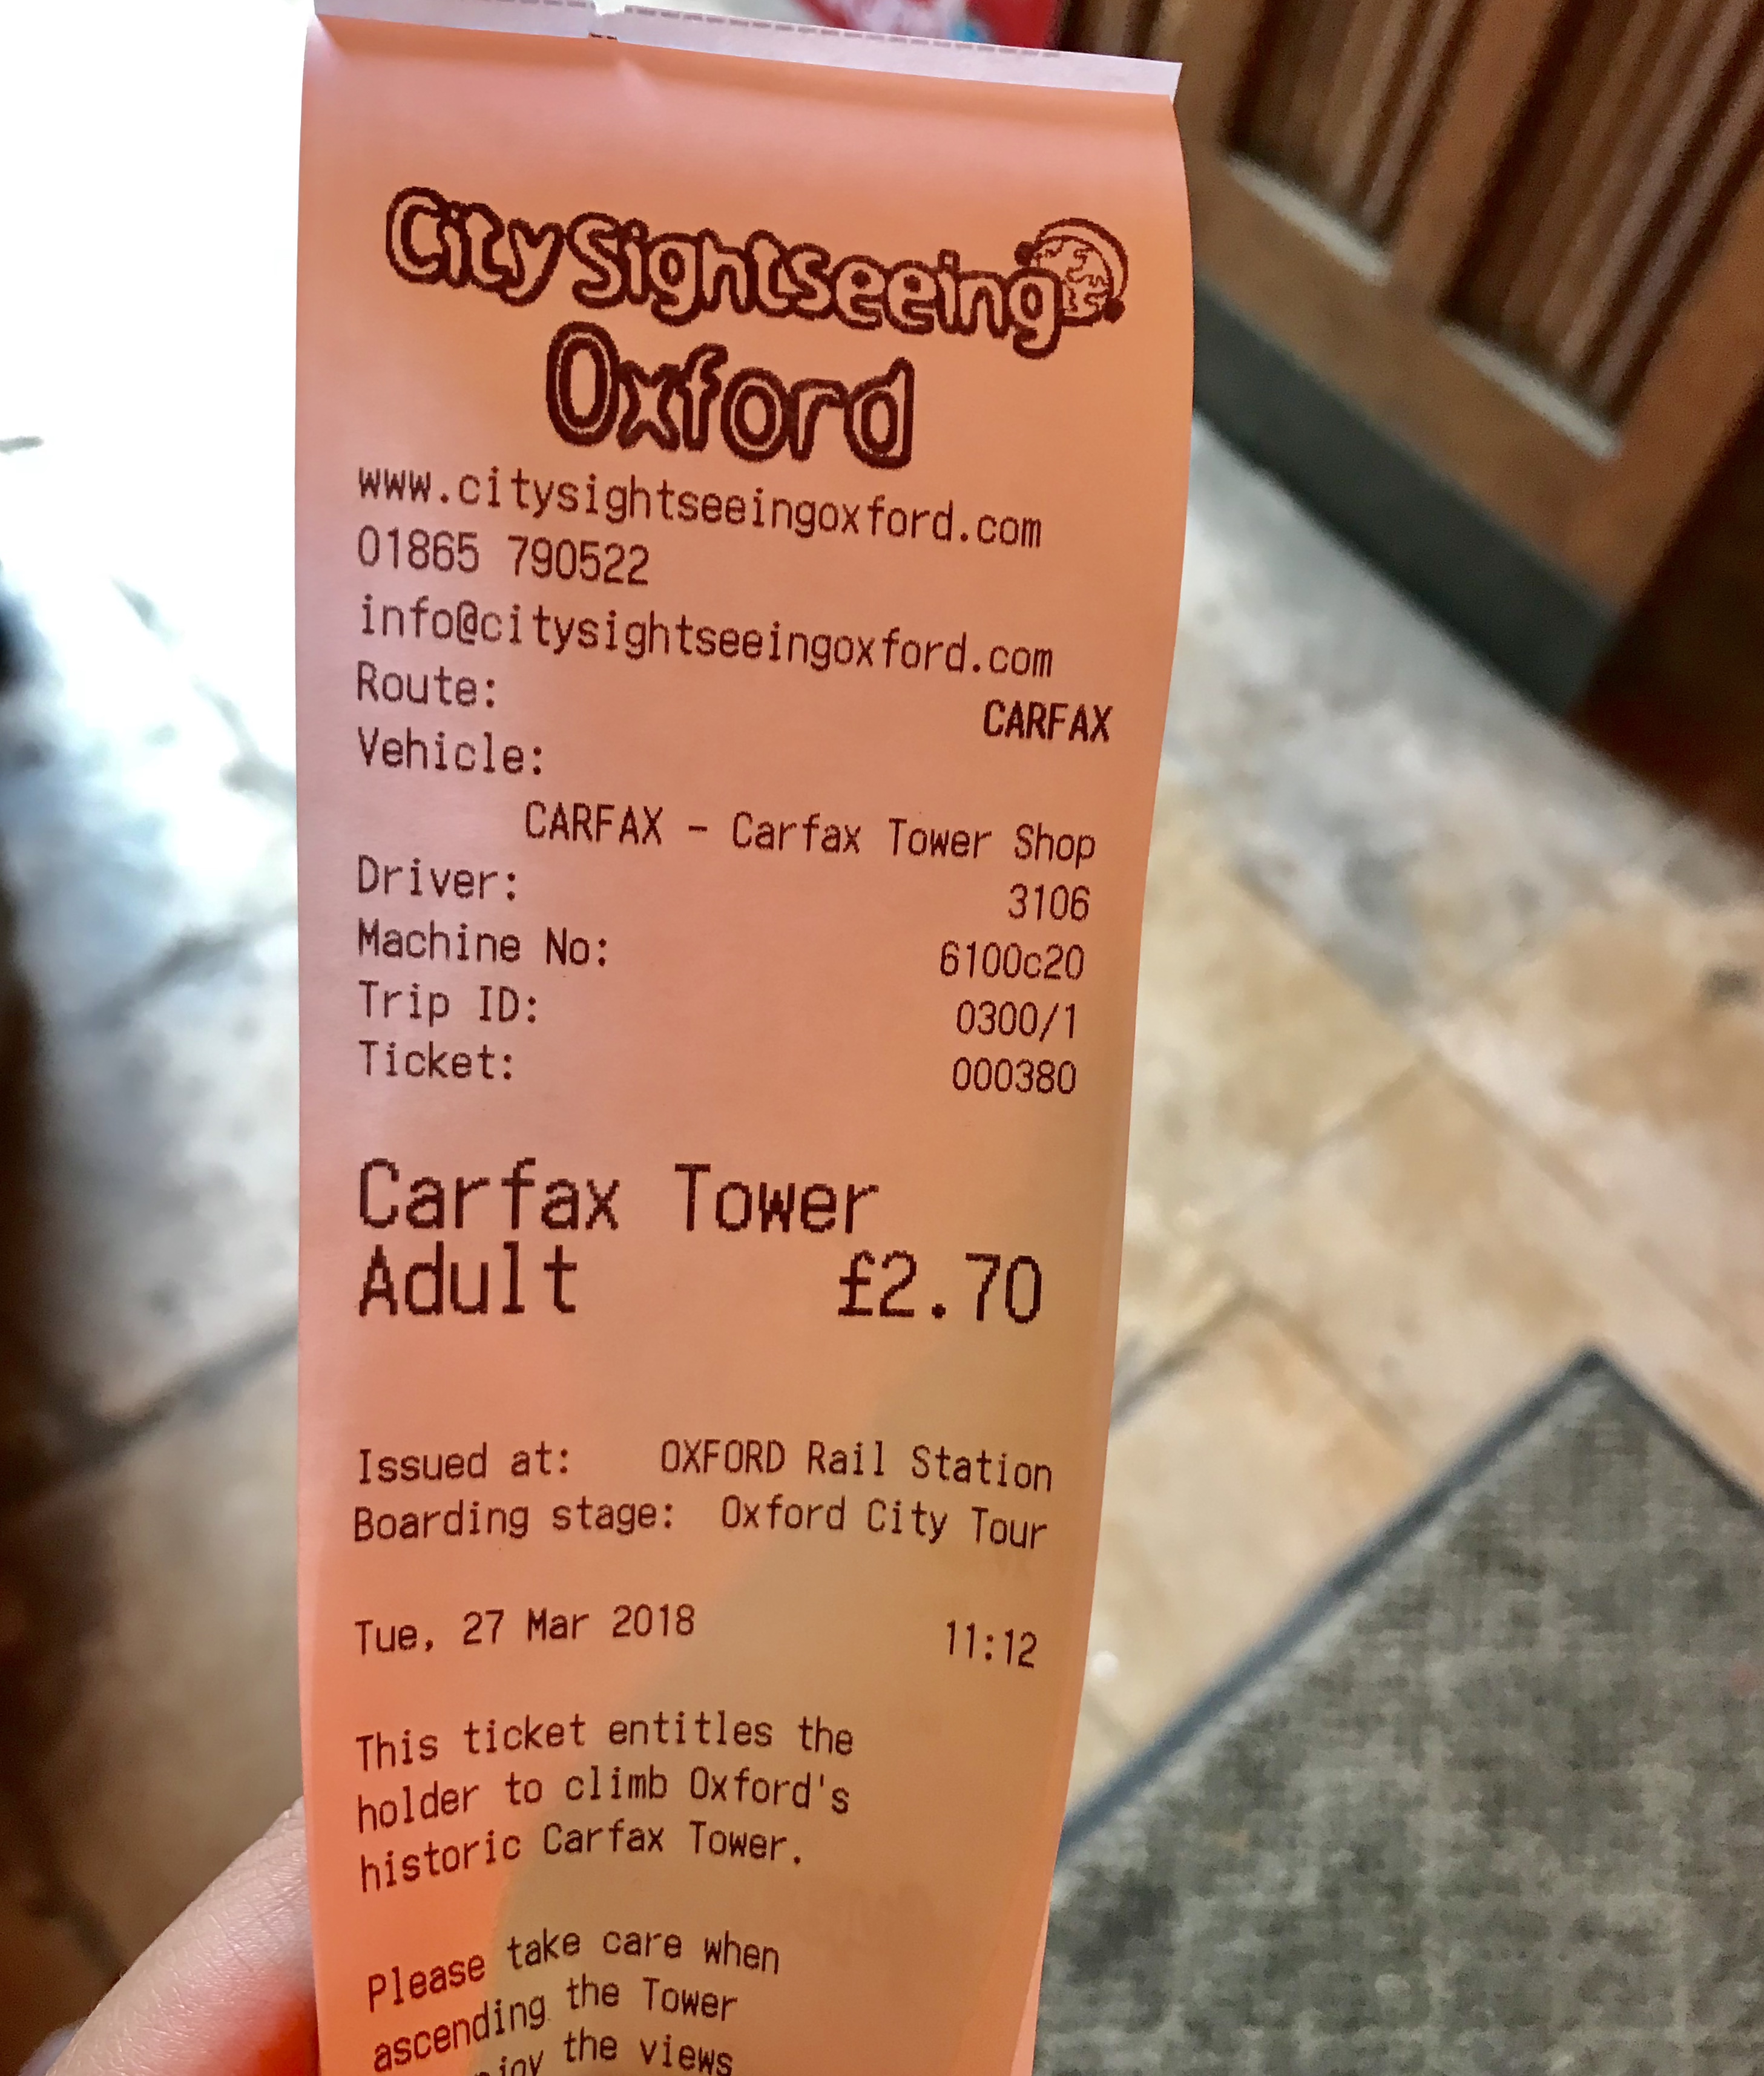 City Sightseeing
Oxford
www.citysightseeingoxford.com
01865 790522
info@citysightseeingoxford.com
Route: CARFAX
Vehicle:
CARFAX - Carfax Tower Shop
Driver: 3106
Machine No: 6100c20
Trip ID: 0300/1
Ticket: 000380
Carfax Tower
Adult £2.70
Issued at: OXFORD Rail Station
Boarding stage: Oxford City Tour
Tue, 27 Mar 2018 11:12
This ticket entitles the
holder to climb Oxford's
historic Carfax Tower.
Please take care when
ascending the Tower
the views